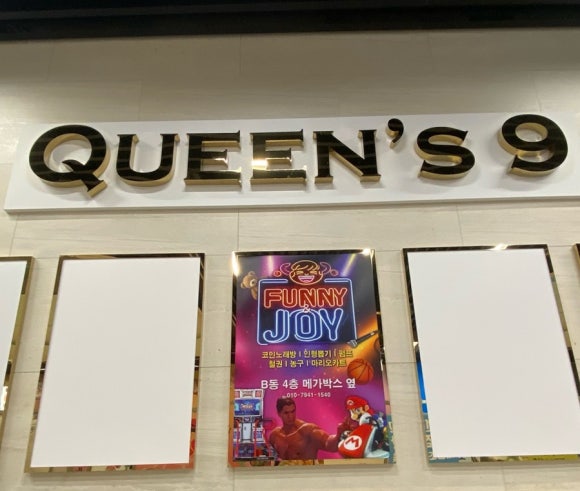 QUEEN'S 9
FUNNY
JOY
코인노래방 | 인형뽑기 | 펌프
철권 | 농구 | 마리오카트
B동 4층 메가박스 옆
010-7941-1540